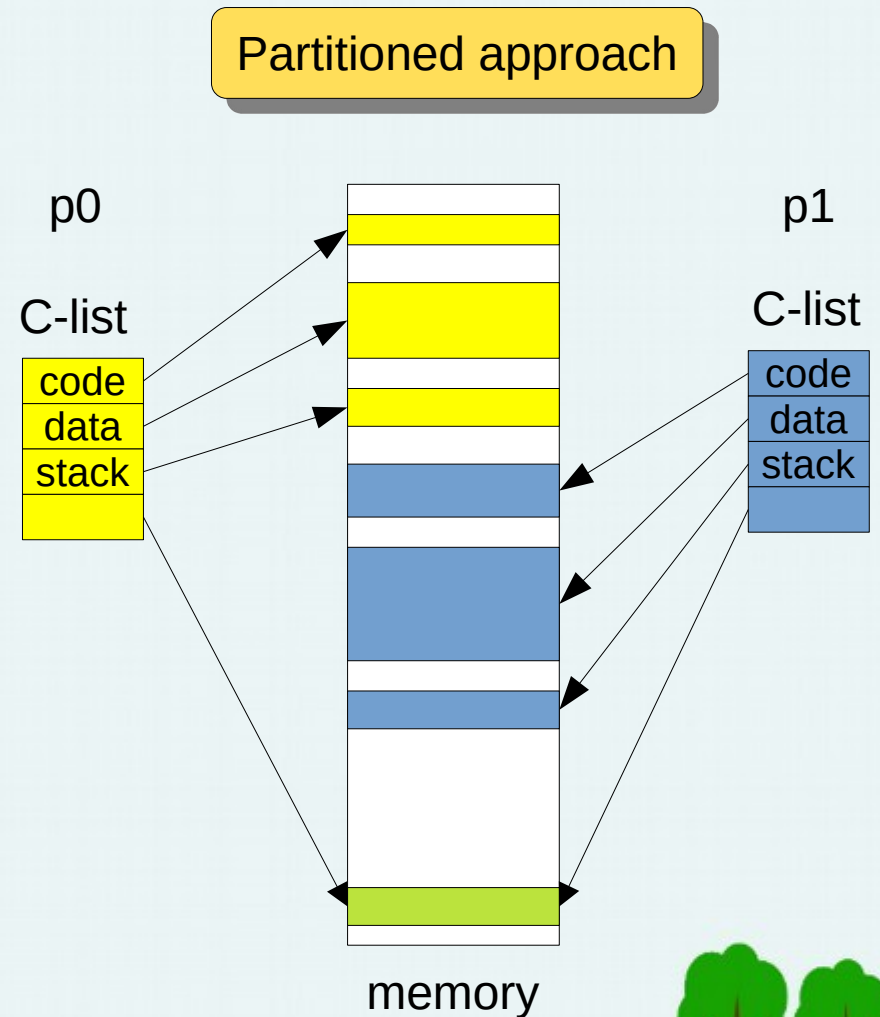 Partitioned approach
p0
p1
C-list
C-list
code
data
stack
code
data
stack
memory